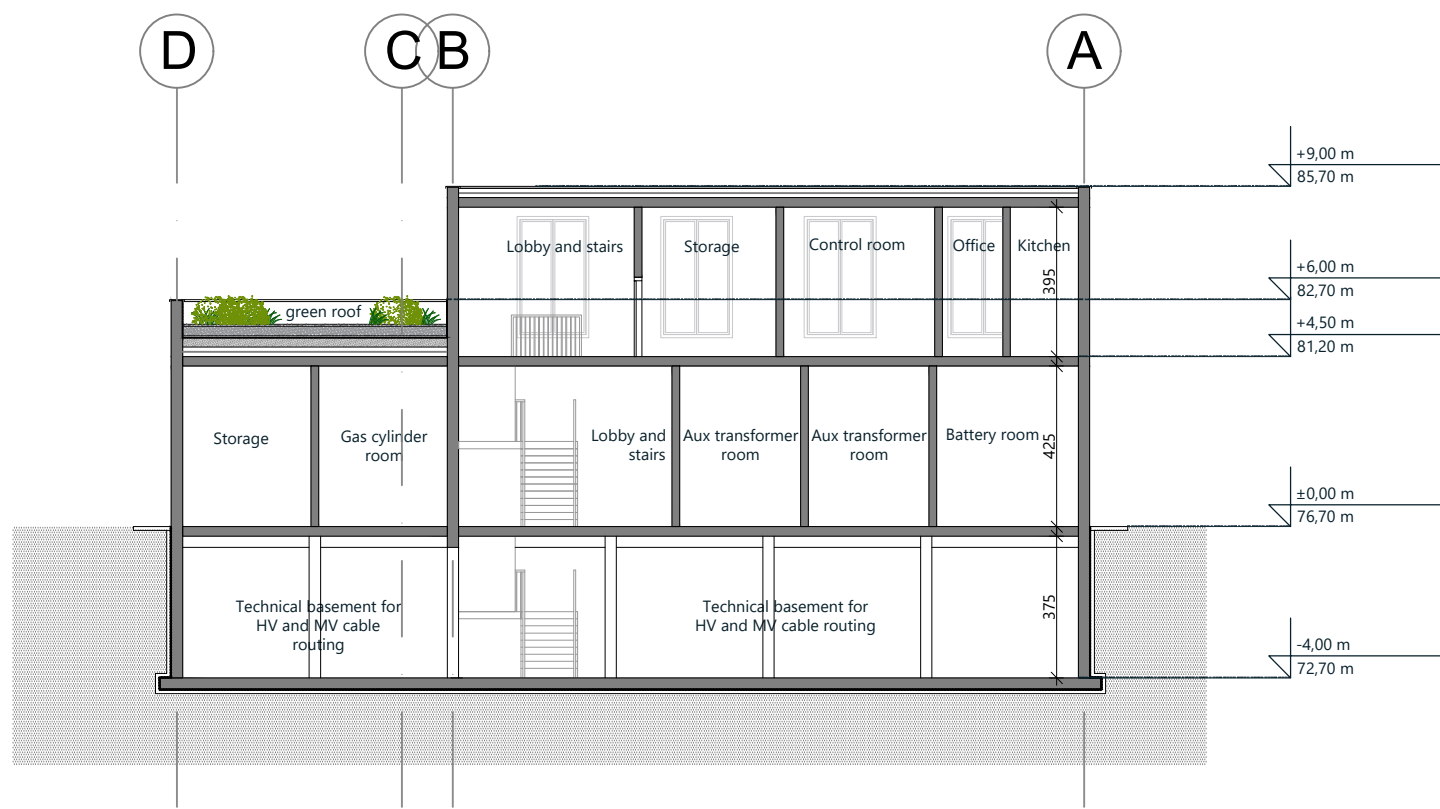 D
C
B
A
+9,00 m
85,70 m
Lobby and stairs
Storage
Control room
Office
Kitchen
395
+6,00 m
82,70 m
green roof
+4,50 m
81,20 m
Storage
Gas cylinder
room
Lobby and
stairs
Aux transformer
room
Aux transformer
room
Battery room
425
±0,00 m
76,70 m
Technical basement for
HV and MV cable
routing
Technical basement for
HV and MV cable routing
375
-4,00 m
72,70 m